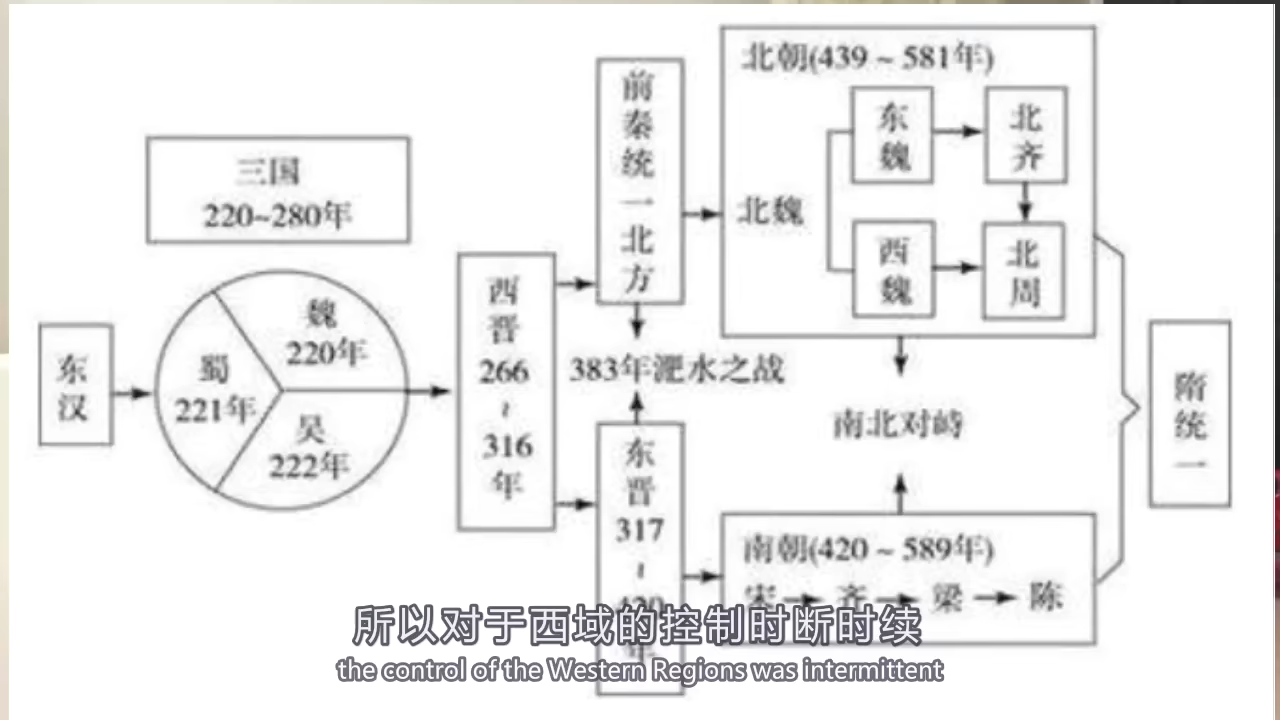 东汉
三国
220~280年
魏
220年
蜀
221年
吴
222年
西晋
266
~
316
年
前秦统一北方
383年淝水之战
东晋
317
~
420
年
北朝(439 ~ 581年)
北魏
东魏
北齐
西魏
北周
南北对峙
南朝(420 ~ 589年)
宋 齐 梁 陈
隋统一
所以对于西域的控制时断时续
the control of the Western Regions was intermittent